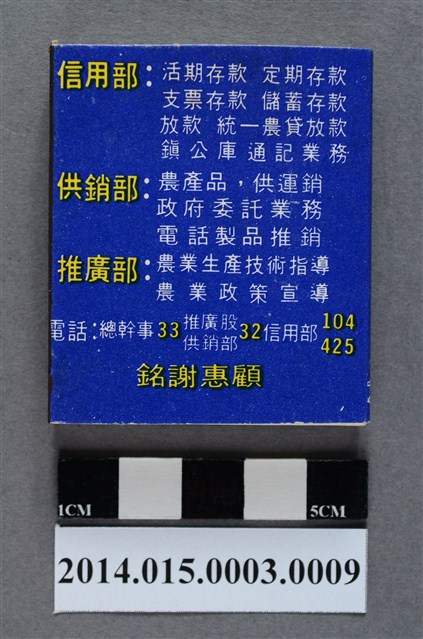 信用部：活期存款 定期存款
支票存款 儲蓄存款
放款 統一農貸放款
鎮公庫通記業務
供銷部：農產品，供運銷
政府委託業務
電話製品推銷
推廣部：農業生產技術指導
農業政策宣導
電話：總幹事33 推廣股 供銷部 32 信用部 104 425
銘謝惠顧
1CM 5CM
2014.015.0003.0009